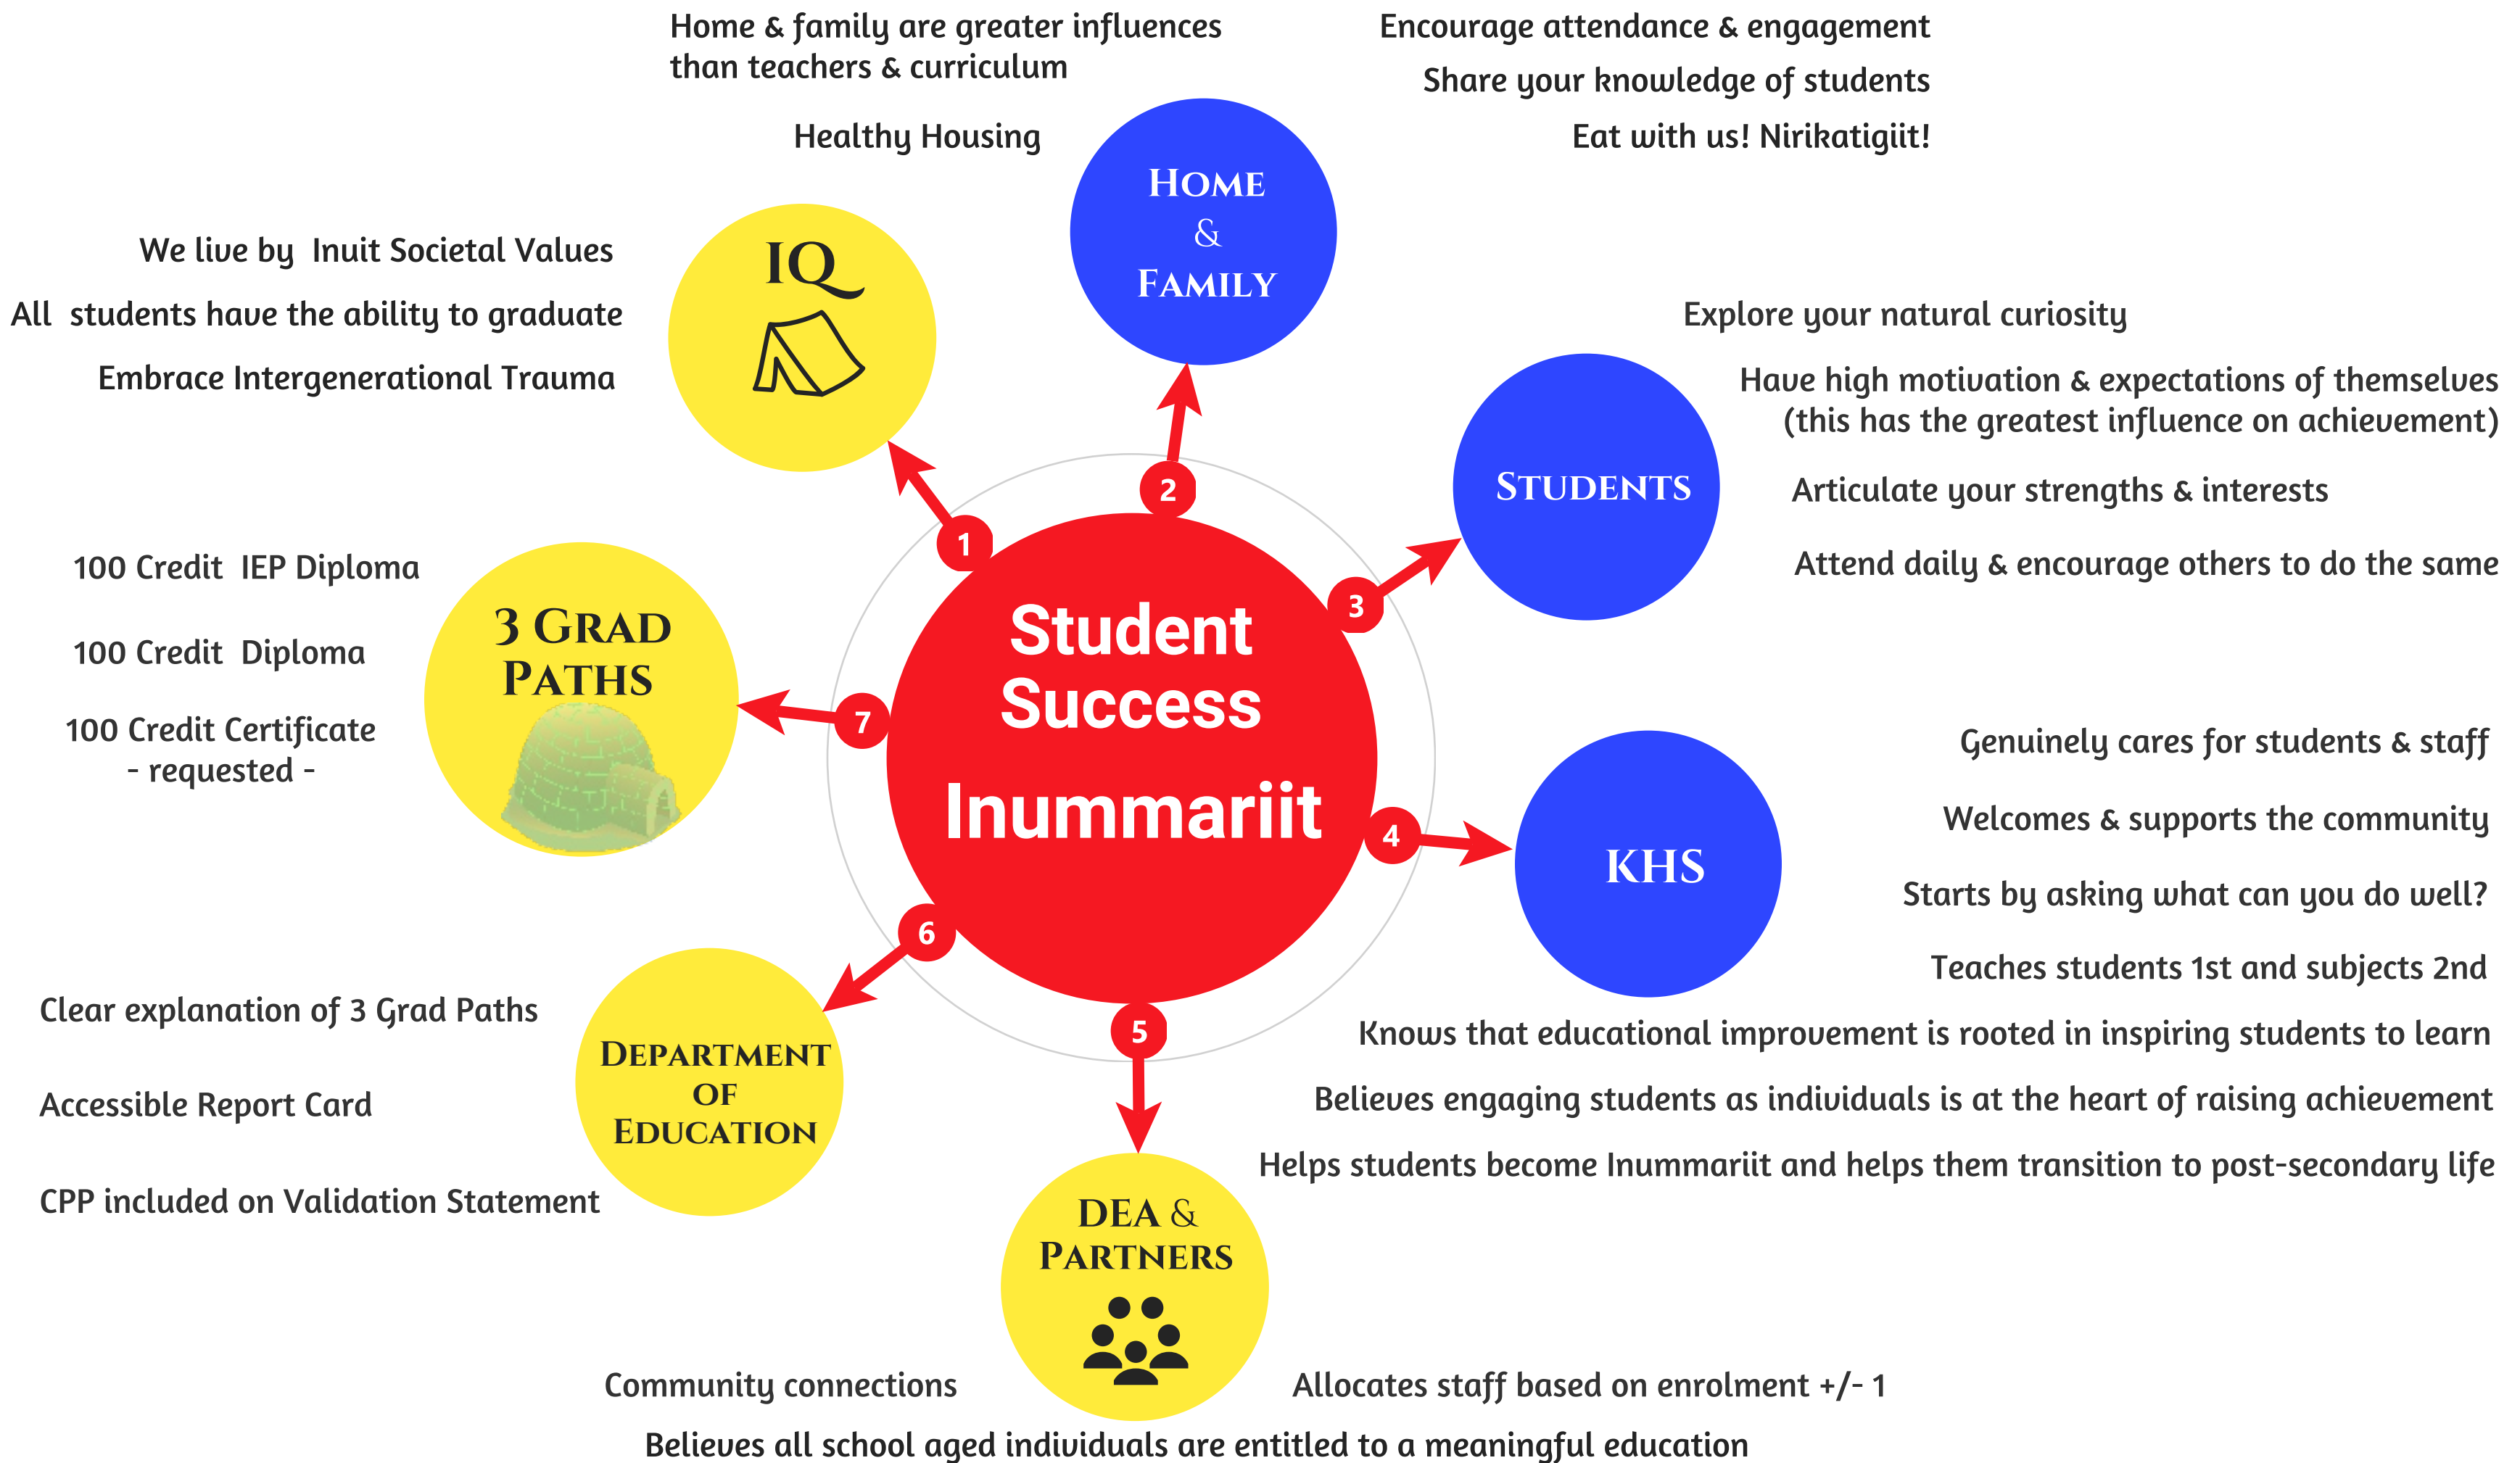 Home & family are greater influences
than teachers & curriculum
Healthy Housing
Encourage attendance & engagement
Share your knowledge of students
Eat with us! Nirikatigiit!
Home
&
Family
IQ
We live by Inuit Societal Values
All students have the ability to graduate
Embrace Intergenerational Trauma
Explore your natural curiosity
Have high motivation & expectations of themselves
(this has the greatest influence on achievement)
Articulate your strengths & interests
Attend daily & encourage others to do the same
Students
1
2
3
4
5
6
7
Student
Success
Inummariit
100 Credit IEP Diploma
100 Credit Diploma
100 Credit Certificate
- requested -
3 Grad
Paths
KHS
Genuinely cares for students & staff
Welcomes & supports the community
Starts by asking what can you do well?
Teaches students 1st and subjects 2nd
Knows that educational improvement is rooted in inspiring students to learn
Believes engaging students as individuals is at the heart of raising achievement
Helps students become Inummariit and helps them transition to post-secondary life
Clear explanation of 3 Grad Paths
Accessible Report Card
CPP included on Validation Statement
Department
of
Education
DEA &
Partners
Community connections
Allocates staff based on enrolment +/- 1
Believes all school aged individuals are entitled to a meaningful education